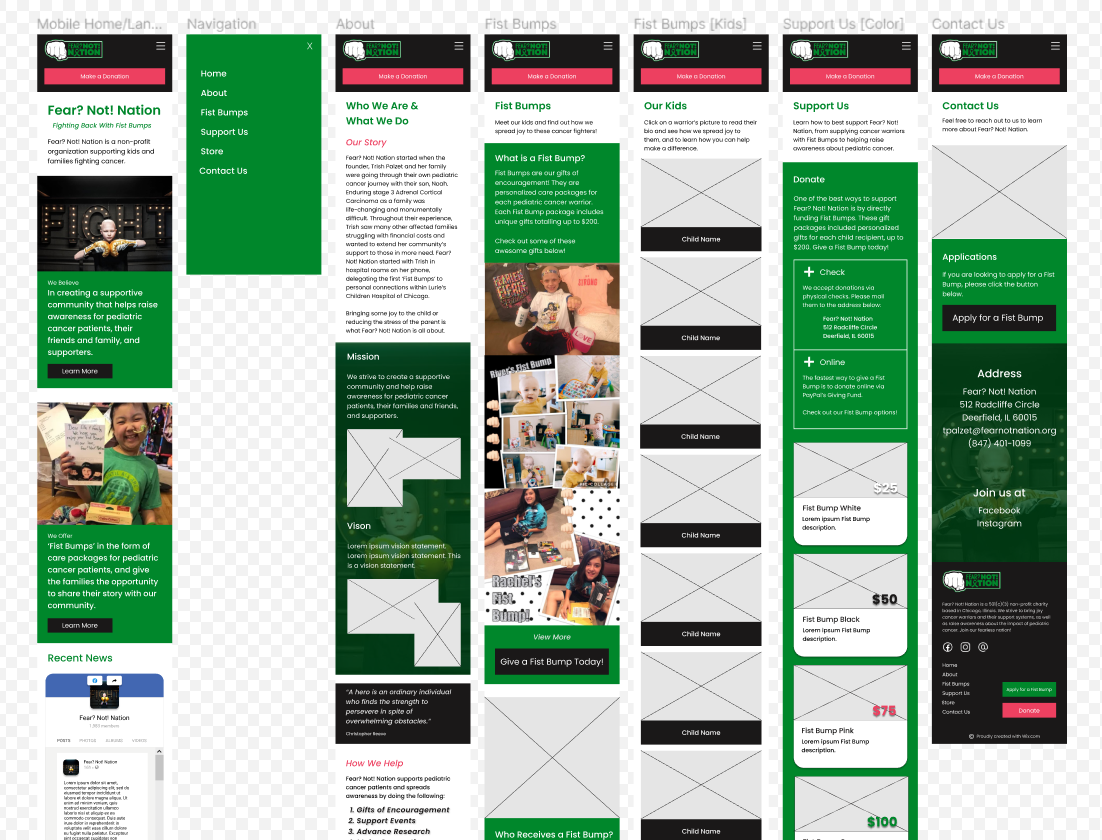 Mobile Home/Lan...
FEAR? NOT!
NATION
Make a Donation
Fear? Not! Nation
Fighting Back With Fist Bumps
Fear? Not! Nation is a non-profit
organization supporting kids and
families fighting cancer.
We Believe
In creating a supportive
community that helps raise
awareness for pediatric
cancer patients, their
friends and family, and
supporters.
Learn More
We Offer
'Fist Bumps' in the form of
care packages for pediatric
cancer patients, and give
the families the opportunity
to share their story with our
community.
Learn More
Recent News
Fear? Not! Nation
POSTS PHOTOS ALBUMS VIDEOS
Fear? Not! Nation
Navigation
X
Home
About
Fist Bumps
Support Us
Store
Contact Us
About
FEAR? NOT!
NATION
Make a Donation
Who We Are &
What We Do
Our Story
Fear? Not! Nation started when the
founder, Trish Palzet and her family
were going through their own pediatric
cancer journey with their son, Noah.
Enduring stage 3 Adrenal Cortical
Carcinoma as a family was
life-changing and monumentally
difficult. Throughout their experience,
Trish saw many other affected families
struggling with financial costs and
wanted to extend her community's
support to those in more need. Fear?
Not! Nation started with Trish in
hospital rooms on her phone,
delegating the first 'Fist Bumps' to
personal connections within Lurie's
Children Hospital of Chicago.
Bringing some joy to the child or
reducing the stress of the parent is
what Fear? Not! Nation is all about.
Mission
We strive to create a supportive
community and help raise
awareness for pediatric cancer
patients, their families and friends,
and supporters.
Vison
Lorem ipsum vision statement.
Lorem ipsum vision statement. This
is a vision statement.
"A hero is an ordinary individual
who finds the strength to
persevere in spite of
overwhelming obstacles."
Christopher Reeve
How We Help
Fear? Not! Nation supports pediatric
cancer patients and spreads
awareness by doing the following:
1. Gifts of Encouragement
2. Support Events
3. Advance Research
Fist Bumps
FEAR? NOT!
NATION
Make a Donation
Fist Bumps
Meet our kids and find out how we
spread joy to these cancer fighters!
What is a Fist Bump?
Fist Bumps are our gifts of
encouragement! They are
personalized care packages for
each pediatric cancer warrior.
Each Fist Bump package includes
unique gifts totalling up to $200.
Check out some of these
awesome gifts below!
River's Fist Bump
Rachel's
Fist
Bump!
View More
Give a Fist Bump Today!
Who Receives a Fist Bump?
Fist Bumps [Kids]
FEAR? NOT!
NATION
Make a Donation
Our Kids
Click on a warrior's picture to read their
bio and see how we spread joy to
them, and to learn how you can help
make a difference.
Child Name
Child Name
Child Name
Child Name
Child Name
Child Name
Child Name
Support Us [Color]
FEAR? NOT!
NATION
Make a Donation
Support Us
Learn how to best support Fear? Not!
Nation, from supplying cancer warriors
with Fist Bumps to helping raise
awareness about pediatric cancer.
Donate
One of the best ways to support
Fear? Not! Nation is by directly
funding Fist Bumps. These gift
packages included personalized
gifts for each child recipient, up to
$200. Give a Fist Bump today!
Check
We accept donations via
physical checks. Please mail
them to the address below:
Fear? Not! Nation
512 Radcliffe Circle
Deerfield, IL 60015
Online
The fastest way to give a Fist
Bump is to donate online via
PayPal's Giving Fund.
Check out our Fist Bump options!
$25
Fist Bump White
Lorem ipsum Fist Bump
description.
$50
Fist Bump Black
Lorem ipsum Fist Bump
description.
$75
Fist Bump Pink
Lorem ipsum Fist Bump
description.
$100
Contact Us
FEAR? NOT!
NATION
Make a Donation
Contact Us
Feel free to reach out to us to learn
more about Fear? Not! Nation.
Applications
If you are looking to apply for a Fist
Bump, please click the button
below.
Apply for a Fist Bump
Address
Fear? Not! Nation
512 Radcliffe Circle
Deerfield, IL 60015
tpalzet@fearnotnation.org
(847) 401-1099
Join us at
Facebook
Instagram
FEAR? NOT!
NATION
Fear? Not! Nation is a 501(c)(3) non-profit charity
based in Chicago-Illinois. We strive to bring joy
cancer warriors and their support systems, as well
as raise awareness about the impact of pediatric
cancer. Join our fearless nation!
Home
About
Fist Bumps
Support Us
Store
Contact Us
Apply for a Fist Bump
Donate
© Proudly created with Wix.com